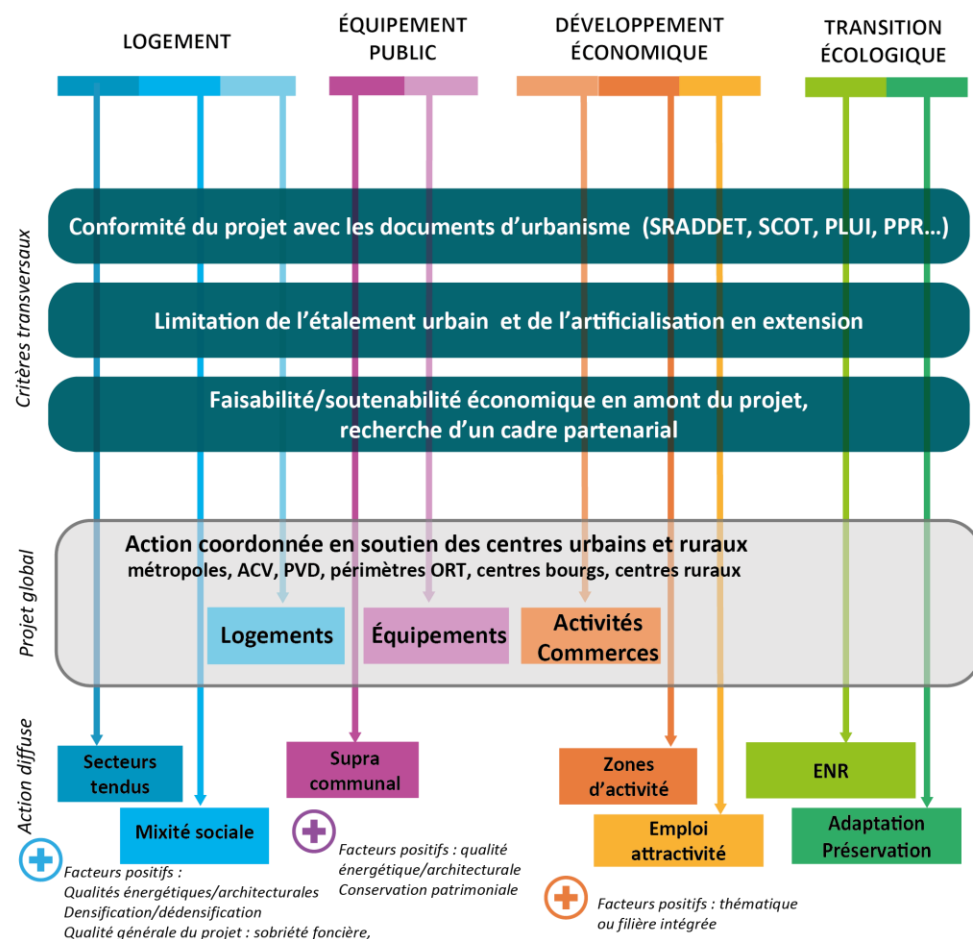 LOGEMENT
ÉQUIPEMENT
PUBLIC
DÉVELOPPEMENT
ÉCONOMIQUE
TRANSITION
ÉCOLOGIQUE
Critères transversaux
Conformité du projet avec les documents d'urbanisme (SRADDET, SCOT, PLUI, PPR...)
Limitation de l'étalement urbain et de l'artificialisation en extension
Faisabilité/soutenabilité économique en amont du projet,
recherche d'un cadre partenarial
Projet global
Action coordonnée en soutien des centres urbains et ruraux
métropoles, ACV, PVD, périmètres ORT, centres bourgs, centres ruraux
Logements
Équipements
Activités
Commerces
Action diffuse
Secteurs
tendus
Mixité sociale
Supra
communal
Zones
d'activité
Emploi
attractivité
ENR
Adaptation
Préservation
Facteurs positifs :
Qualités énergétiques/architecturales
Densification/dédensification
Qualité générale du projet : sobriété foncière,
Facteurs positifs : qualité
énergétique/architecturale
Conservation patrimoniale
Facteurs positifs : thématique
ou filière intégrée